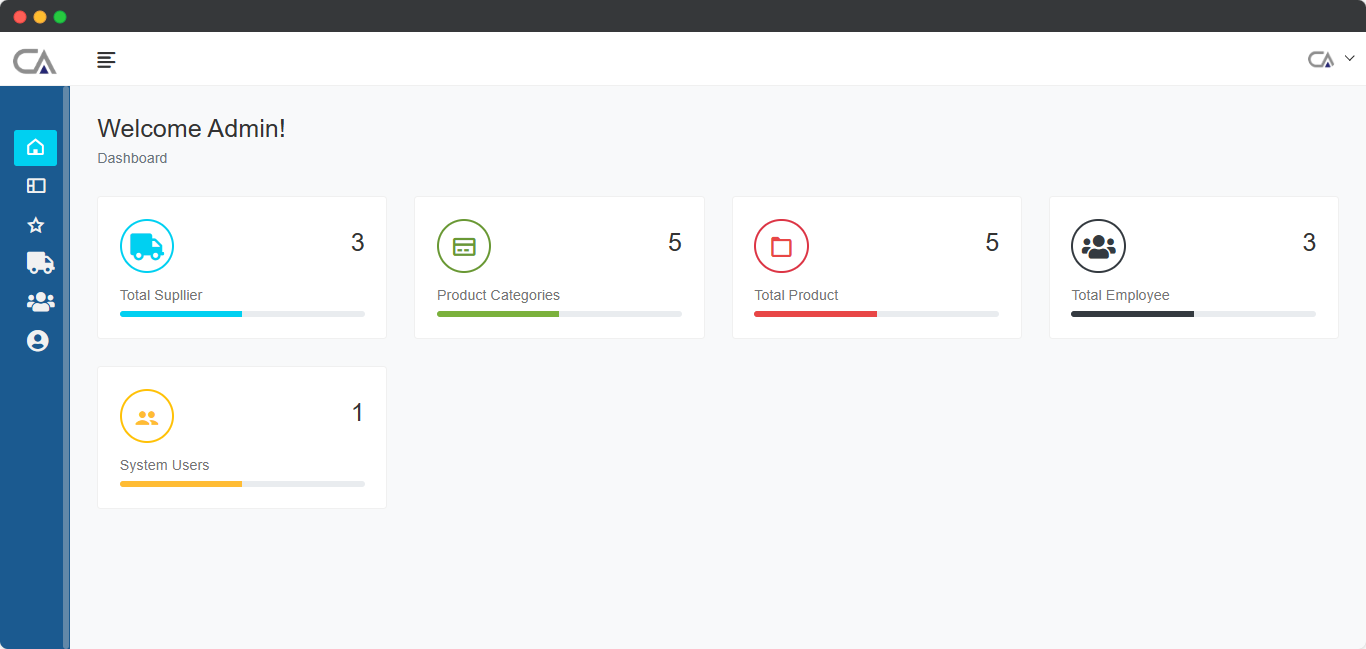 CA
CA
Welcome Admin!
Dashboard
3
Total Supllier
5
Product Categories
5
Total Product
3
Total Employee
1
System Users